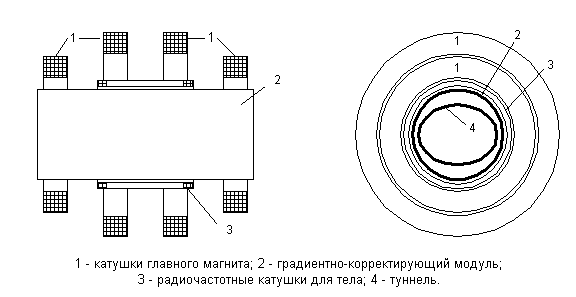 1 1 1 2
2 3 4
1 1
3
1 - катушки главного магнита; 2 - градиентно-корректирующий модуль;
3 - радиочастотные катушки для тела; 4 - туннель.